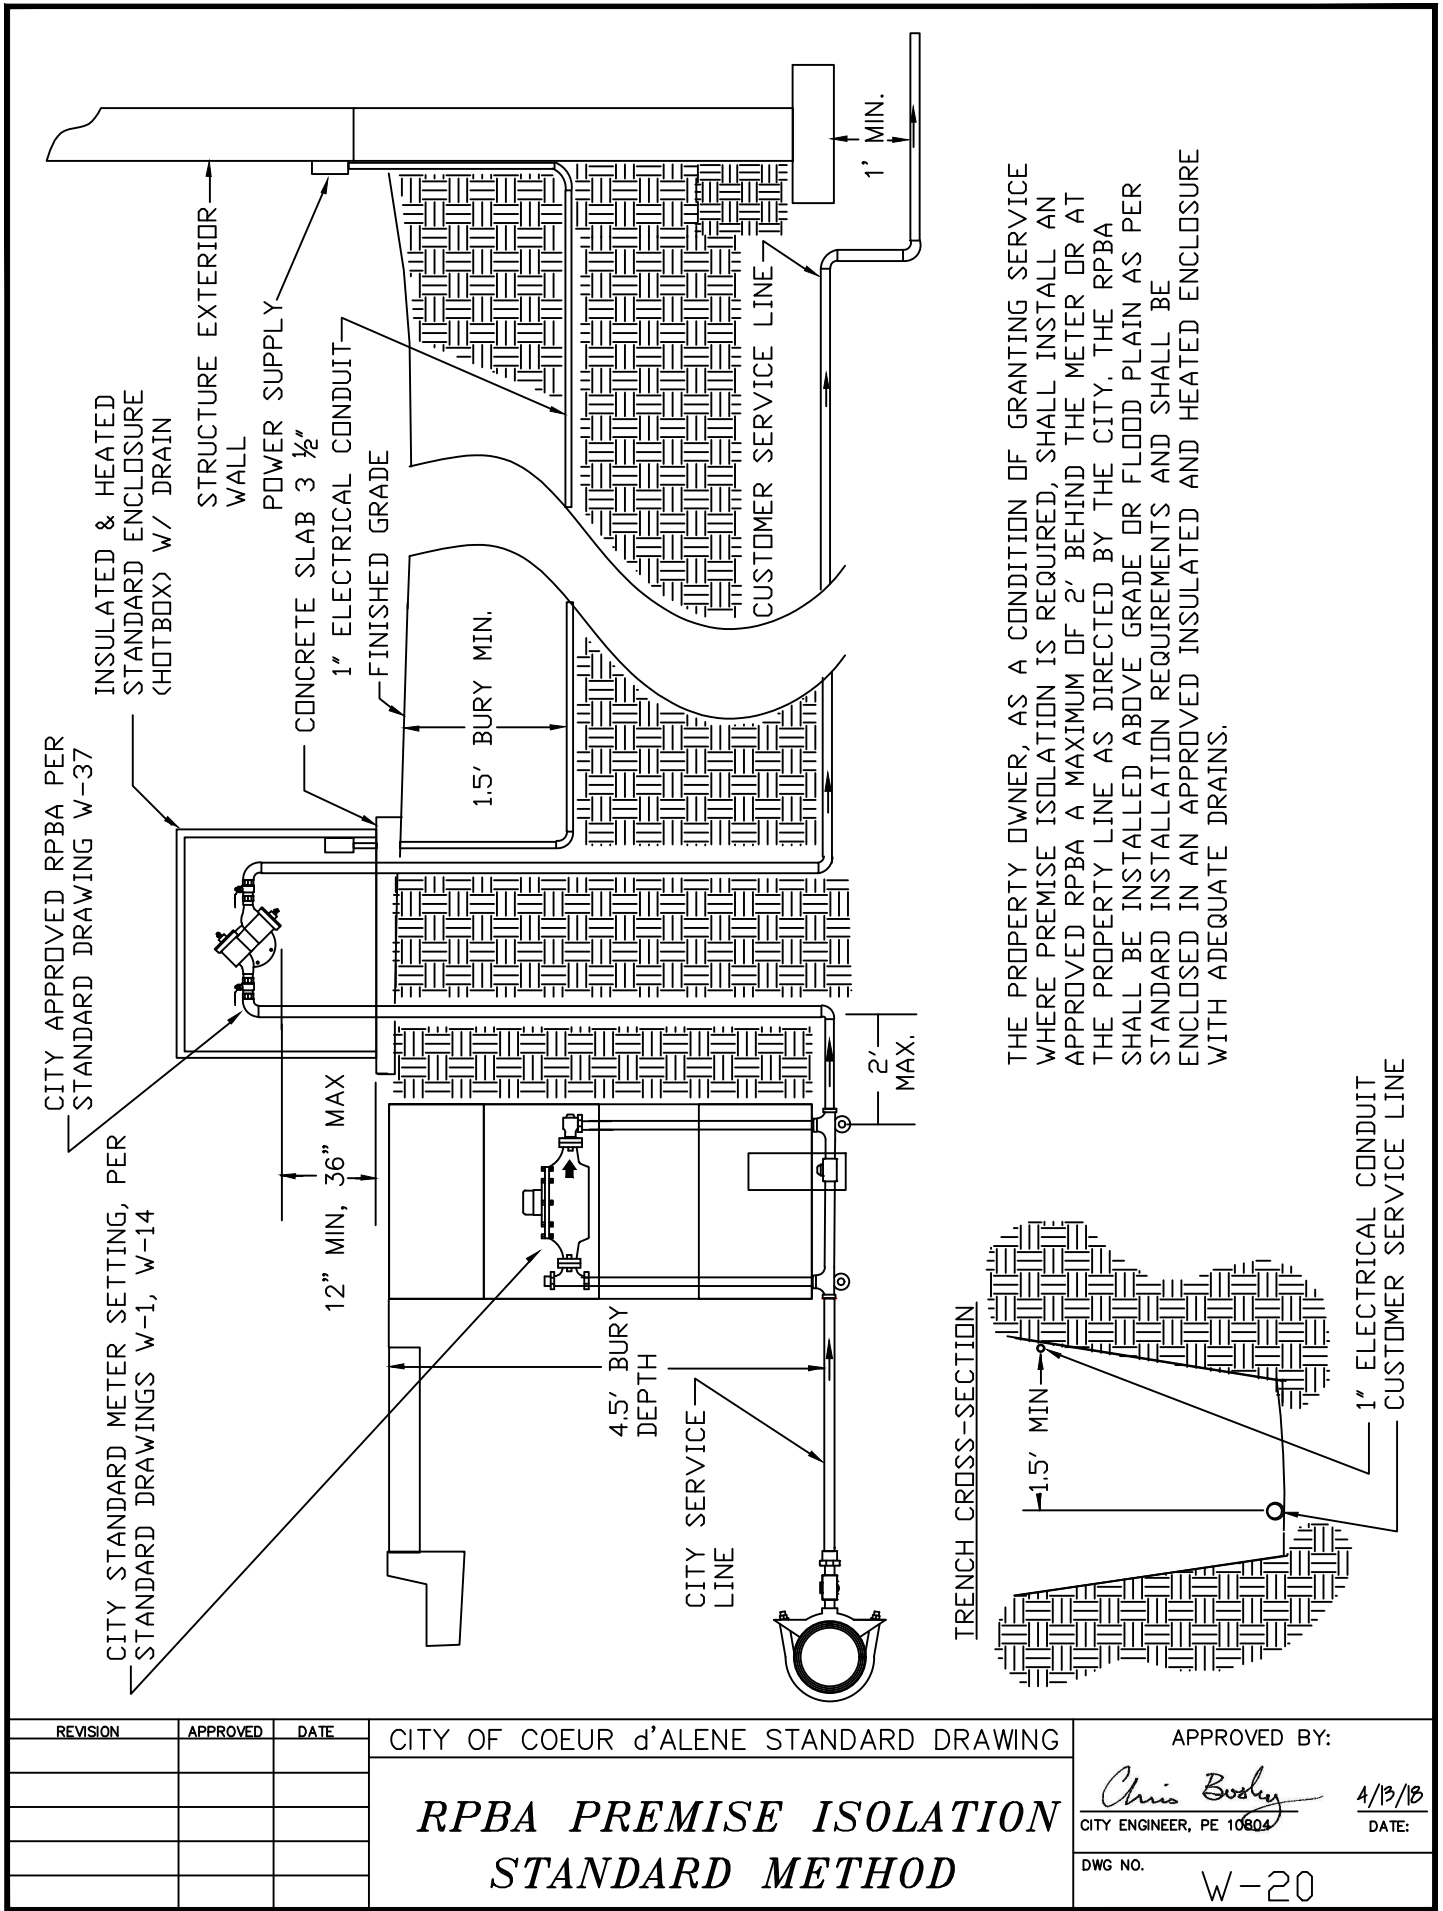 CITY APPROVED RPBA PER
STANDARD DRAWING W-37
INSULATED & HEATED
STANDARD ENCLOSURE
(HOTBOX) W/ DRAIN
STRUCTURE EXTERIOR
WALL
POWER SUPPLY
CONCRETE SLAB 3 ½"
1" ELECTRICAL CONDUIT
FINISHED GRADE
1.5' BURY MIN.
CITY STANDARD METER SETTING, PER
STANDARD DRAWINGS W-1, W-14
12" MIN, 36" MAX
4.5' BURY
DEPTH
CITY SERVICE
LINE
2'
MAX.
CUSTOMER SERVICE LINE
1' MIN.
THE PROPERTY OWNER, AS A CONDITION OF GRANTING SERVICE
WHERE PREMISE ISOLATION IS REQUIRED, SHALL INSTALL AN
APPROVED RPBA A MAXIMUM OF 2' BEHIND THE METER OR AT
THE PROPERTY LINE AS DIRECTED BY THE CITY. THE RPBA
SHALL BE INSTALLED ABOVE GRADE OR FLOOD PLAIN AS PER
STANDARD INSTALLATION REQUIREMENTS AND SHALL BE
ENCLOSED IN AN APPROVED INSULATED AND HEATED ENCLOSURE
WITH ADEQUATE DRAINS.
TRENCH CROSS-SECTION
1.5' MIN
1" ELECTRICAL CONDUIT
CUSTOMER SERVICE LINE
REVISION APPROVED DATE
CITY OF COEUR d'ALENE STANDARD DRAWING
RPBA PREMISE ISOLATION
STANDARD METHOD
APPROVED BY:
Chris Bosley 4/13/18
CITY ENGINEER, PE 10804 DATE:
DWG NO.
W-20